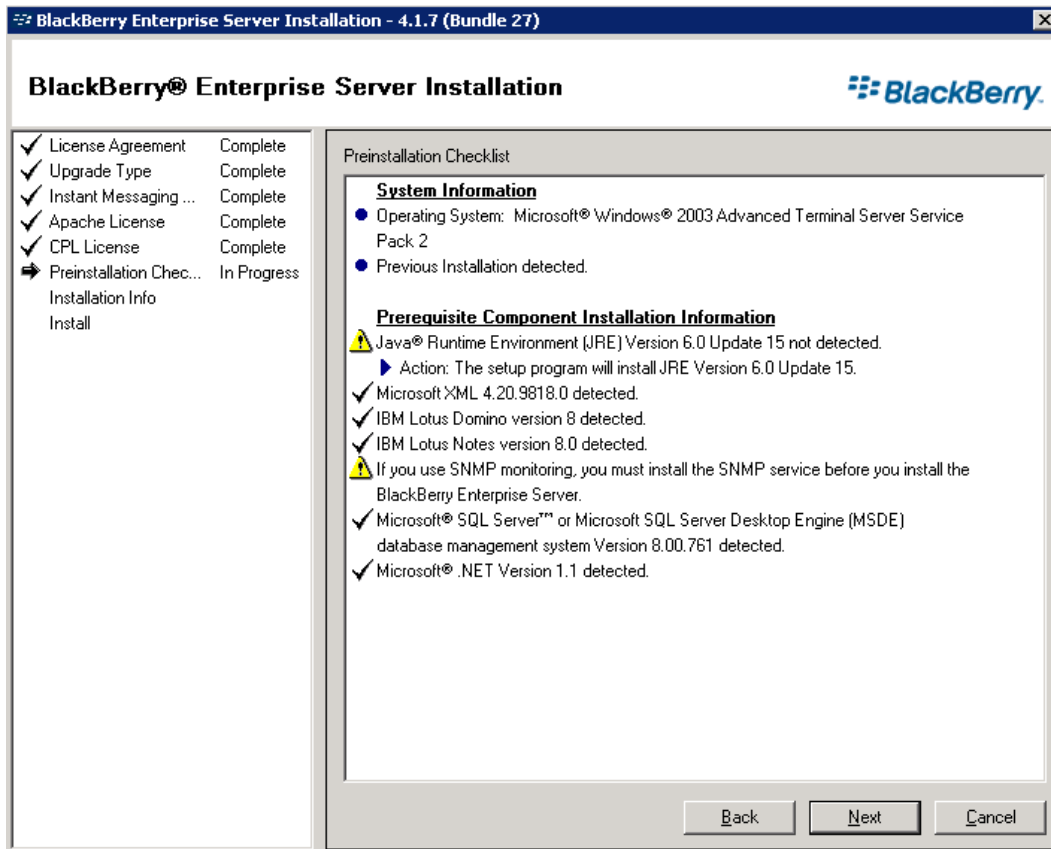 BlackBerry Enterprise Server Installation - 4.1.7 (Bundle 27)
BlackBerry® Enterprise Server Installation
BlackBerry.
License Agreement Complete
Upgrade Type Complete
Instant Messaging ... Complete
Apache License Complete
CPL License Complete
Preinstallation Chec... In Progress
Installation Info
Install
Preinstallation Checklist
System Information
Operating System: Microsoft® Windows® 2003 Advanced Terminal Server Service
Pack 2
Previous Installation detected.
Prerequisite Component Installation Information
Java® Runtime Environment (JRE) Version 6.0 Update 15 not detected.
Action: The setup program will install JRE Version 6.0 Update 15.
Microsoft XML 4.20.9818.0 detected.
IBM Lotus Domino version 8 detected.
IBM Lotus Notes version 8.0 detected.
If you use SNMP monitoring, you must install the SNMP service before you install the
BlackBerry Enterprise Server.
Microsoft® SQL Server™ or Microsoft SQL Server Desktop Engine (MSDE)
database management system Version 8.00.761 detected.
Microsoft® .NET Version 1.1 detected.
Back Next Cancel